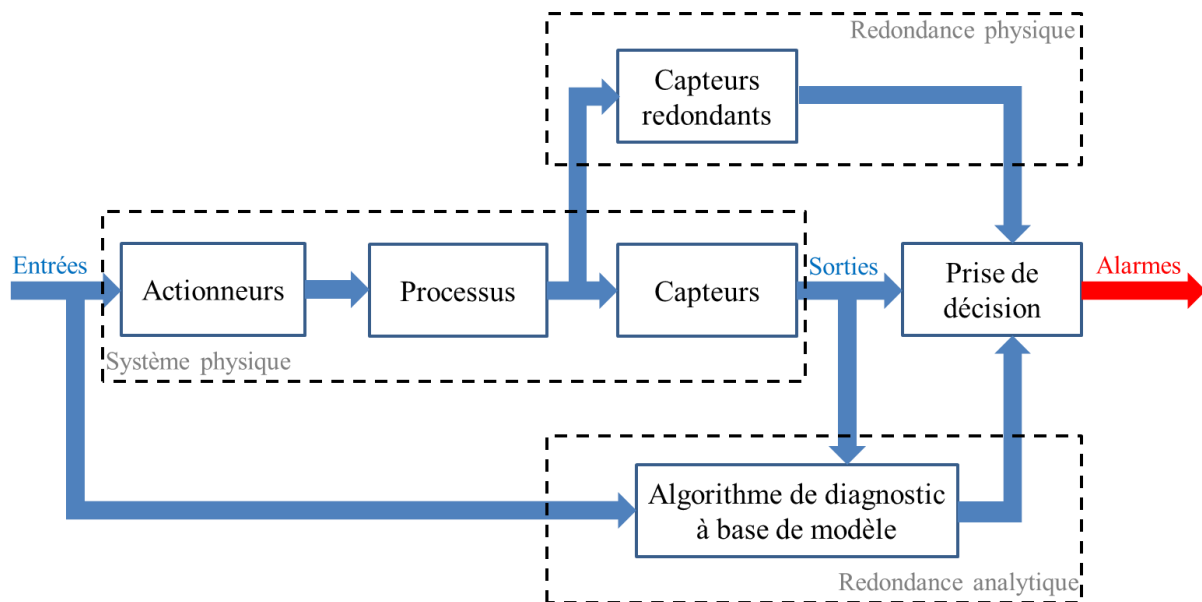 Redondance physique
Capteurs
redondants
Entrées
Actionneurs
Processus
Capteurs
Sorties
Prise de
décision
Alarmes
Système physique
Algorithme de diagnostic
à base de modèle
Redondance analytique